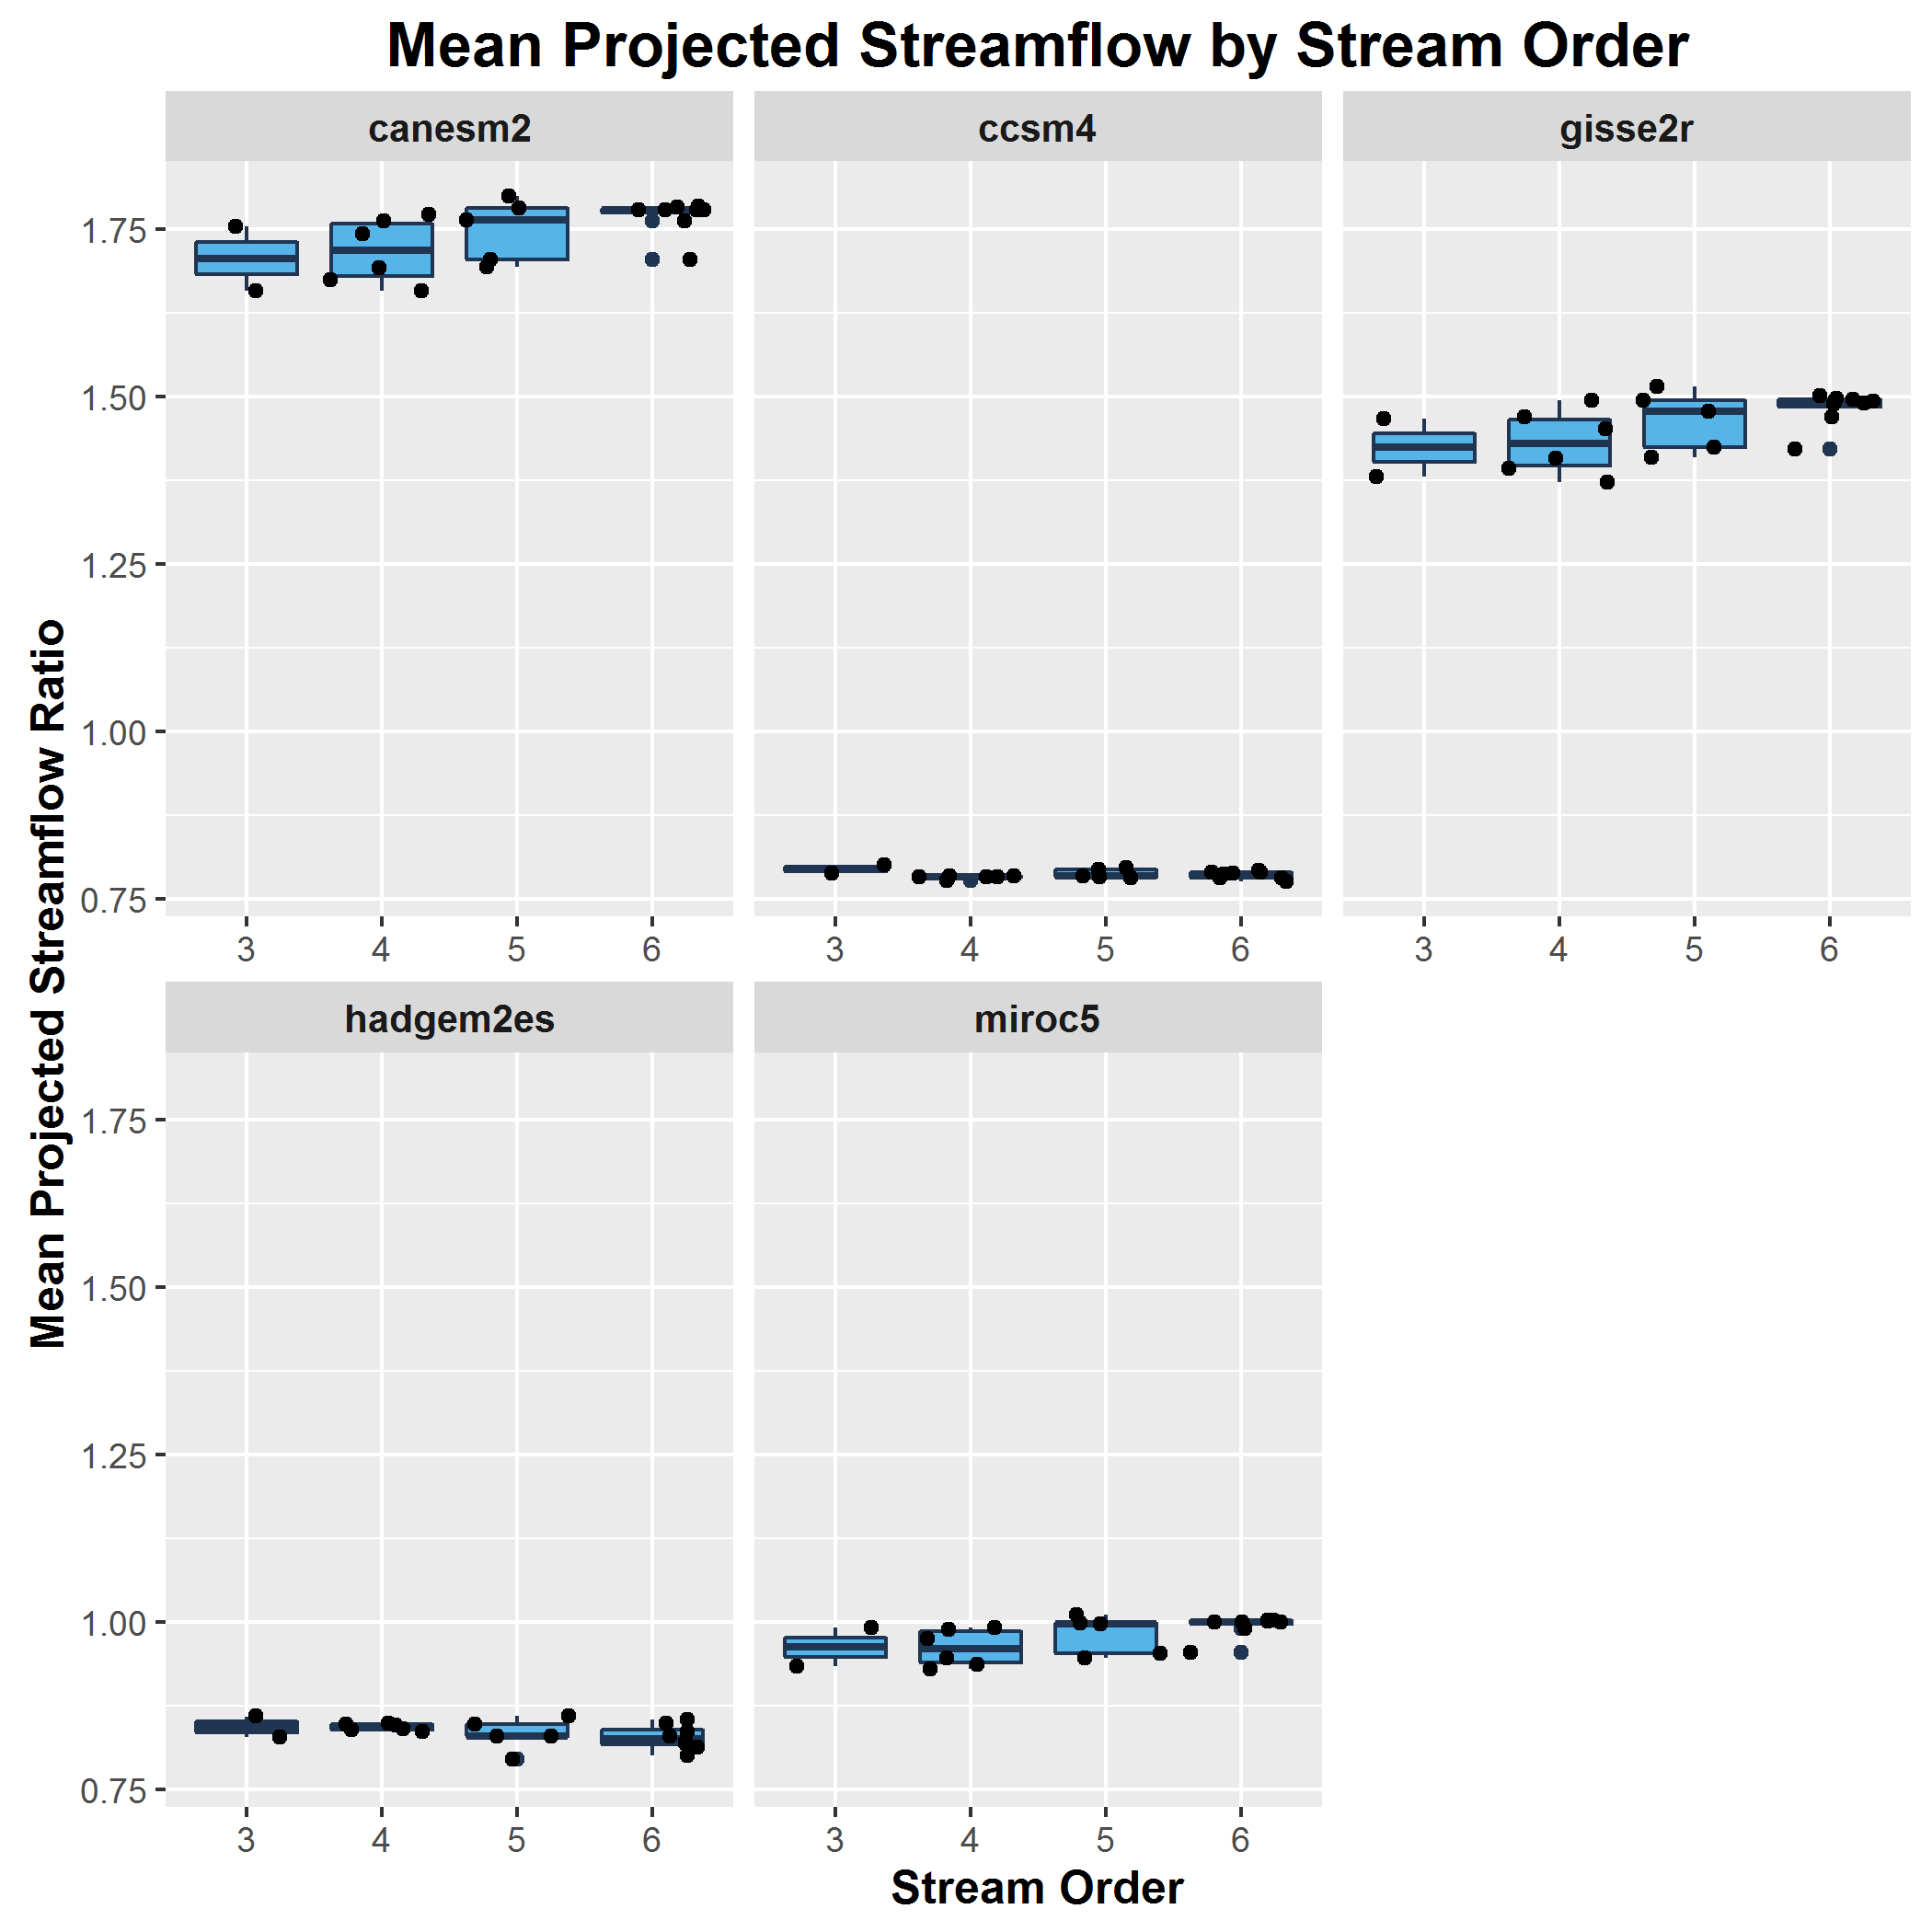 Mean Projected Streamflow by Stream Order
canesm2
ccsm4
gisse2r
1.75
1.50
1.25
1.00
0.75
3 4 5 6
3 4 5 6
3 4 5 6
Mean Projected Streamflow Ratio
hadgem2es
miroc5
1.75
1.50
1.25
1.00
0.75
3 4 5 6
3 4 5 6
Stream Order